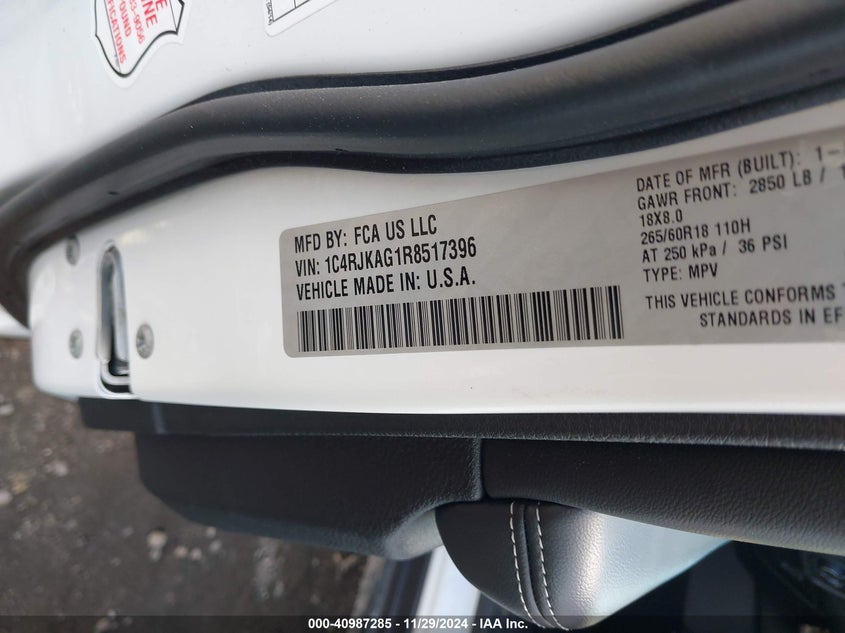 MFD BY: FCA US LLC
VIN: 1C4RJKAG1R8517396
VEHICLE MADE IN: U.S.A.
DATE OF MFR (BUILT): 1-
GAWR FRONT: 2850 LB /
18X8.0
265/60R18 110H
AT 250 kPa / 36 PSI
TYPE: MPV
THIS VEHICLE CONFORMS
STANDARDS IN EF
000-40987285 - 11/29/2024 - IAA Inc.